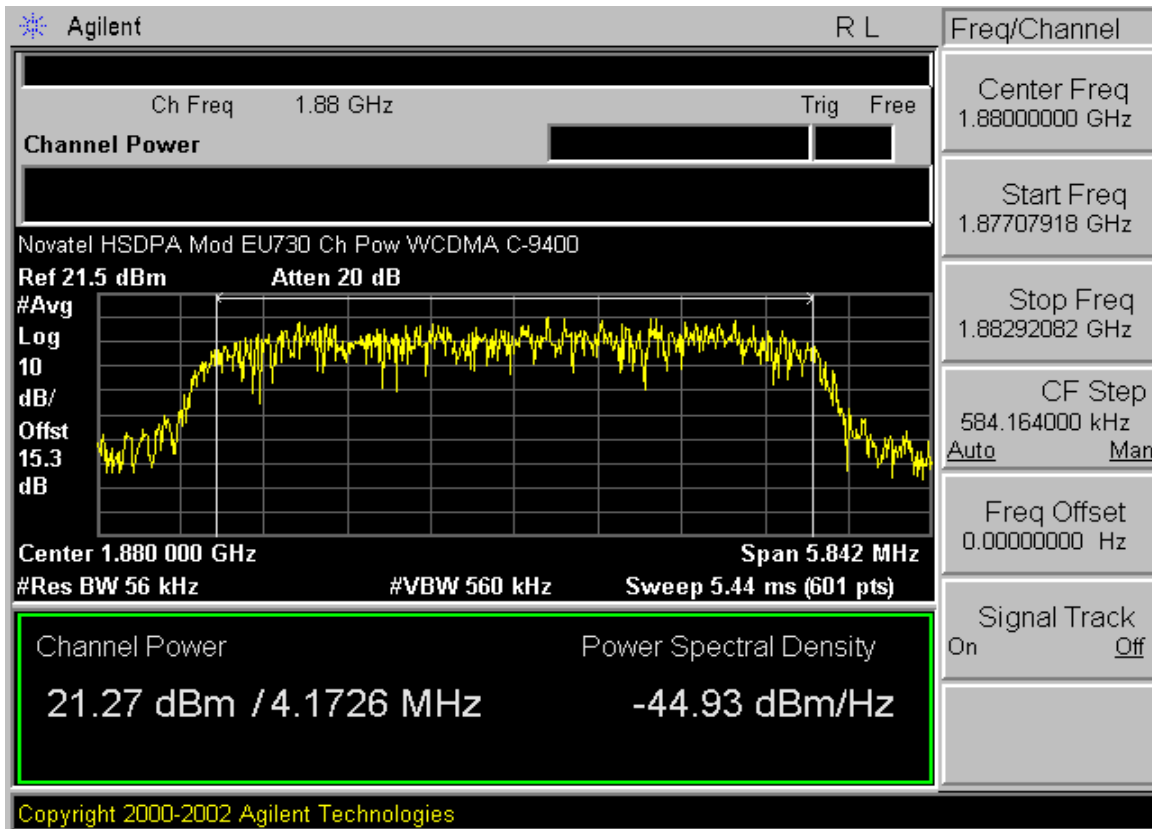 Agilent R L Freq/Channel
Ch Freq 1.88 GHz Trig Free
Channel Power
Center Freq
1.88000000 GHz
Start Freq
1.87707918 GHz
Novatel HSDPA Mod EU730 Ch Pow WCDMA C-9400
Ref 21.5 dBm Atten 20 dB
#Avg
Log
10
dB/
Offst
15.3
dB
Stop Freq
1.88292082 GHz
CF Step
584.164000 kHz
Auto Man
Freq Offset
0.00000000 Hz
Center 1.880 000 GHz Span 5.842 MHz
#Res BW 56 kHz #VBW 560 kHz Sweep 5.44 ms (601 pts)
Signal Track
On Off
Channel Power Power Spectral Density
21.27 dBm / 4.1726 MHz -44.93 dBm/Hz
Copyright 2000-2002 Agilent Technologies